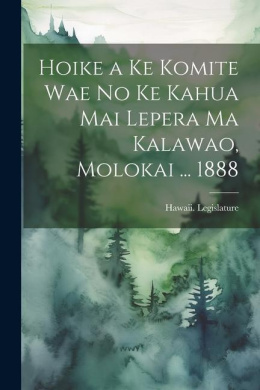 Hoike a Ke Komite
Wae No Ke Kahua
Mai Lepera Ma
Kalawao,
Molokai ... 1888
Hawaii. Legislature